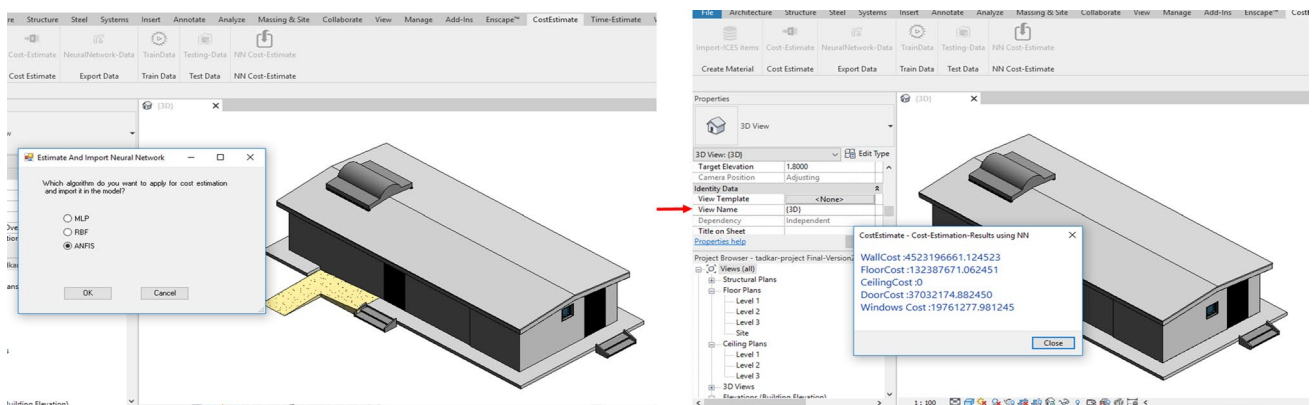 re Structure Steel Systems Insert Annotate Analyze Massing & Site Collaborate View Manage Add-Ins Enscape™ CostEstimate Time-Estimate V
Cost-Estimate NeuralNetwork-Data TrainData Testing-Data NN Cost-Estimate
Cost Estimate Export Data Train Data Test Data NN Cost-Estimate
{3D}
Estimate And Import Neural Network
Which algorithm do you want to apply for cost estimation
and import it in the model?
MLP
RBF
ANFIS
OK Cancel
File Architecture Structure Steel Systems Insert Annotate Analyze Massing & Site Collaborate View Manage Add-Ins Enscape™ CostE
Import-ICES items Cost-Estimate NeuralNetwork-Data TrainData Testing-Data NN Cost-Estimate
Create Material Cost Estimate Export Data Train Data Test Data NN Cost-Estimate
Properties
{3D}
3D View
3D View: {3D} Edit Type
Target Elevation 1.8000
Camera Position Adjusting
Identity Data
View Template <None>
View Name {3D}
Dependency Independent
Title on Sheet
Properties help
Project Browser - tadkar-project Final-Version2
Views (all)
Structural Plans
Floor Plans
Level 1
Level 2
Level 3
Site
Ceiling Plans
Level 1
Level 2
Level 3
3D Views
Elevations (Building Elevation)
CostEstimate - Cost-Estimation-Results using NN
WallCost :4523196661.124523
FloorCost :132387671.062451
CeilingCost :0
DoorCost :37032174.882450
Windows Cost :19761277.981245
Close
1 : 100